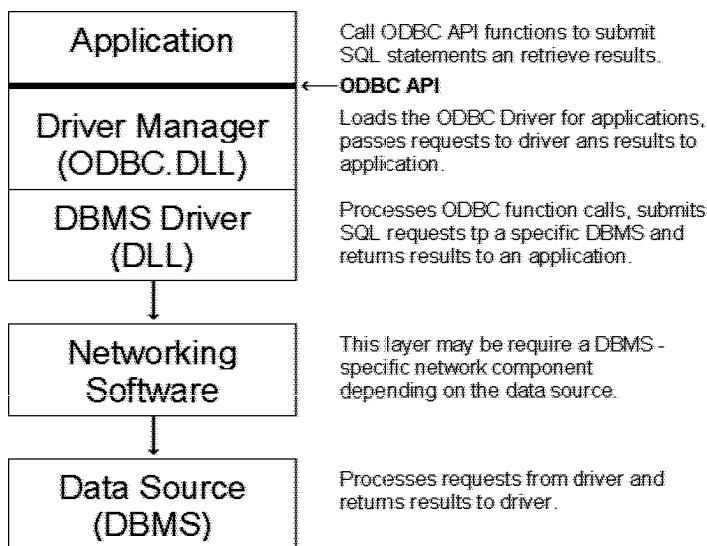 Application
Call ODBC API functions to submit
SQL statements an retrieve results.
ODBC API
Driver Manager
(ODBC.DLL)
Loads the ODBC Driver for applications,
passes requests to driver ans results to
application.
DBMS Driver
(DLL)
Processes ODBC function calls, submits
SQL requests tp a specific DBMS and
returns results to an application.
Networking
Software
This layer may be require a DBMS -
specific network component
depending on the data source.
Data Source
(DBMS)
Processes requests from driver and
returns results to driver.